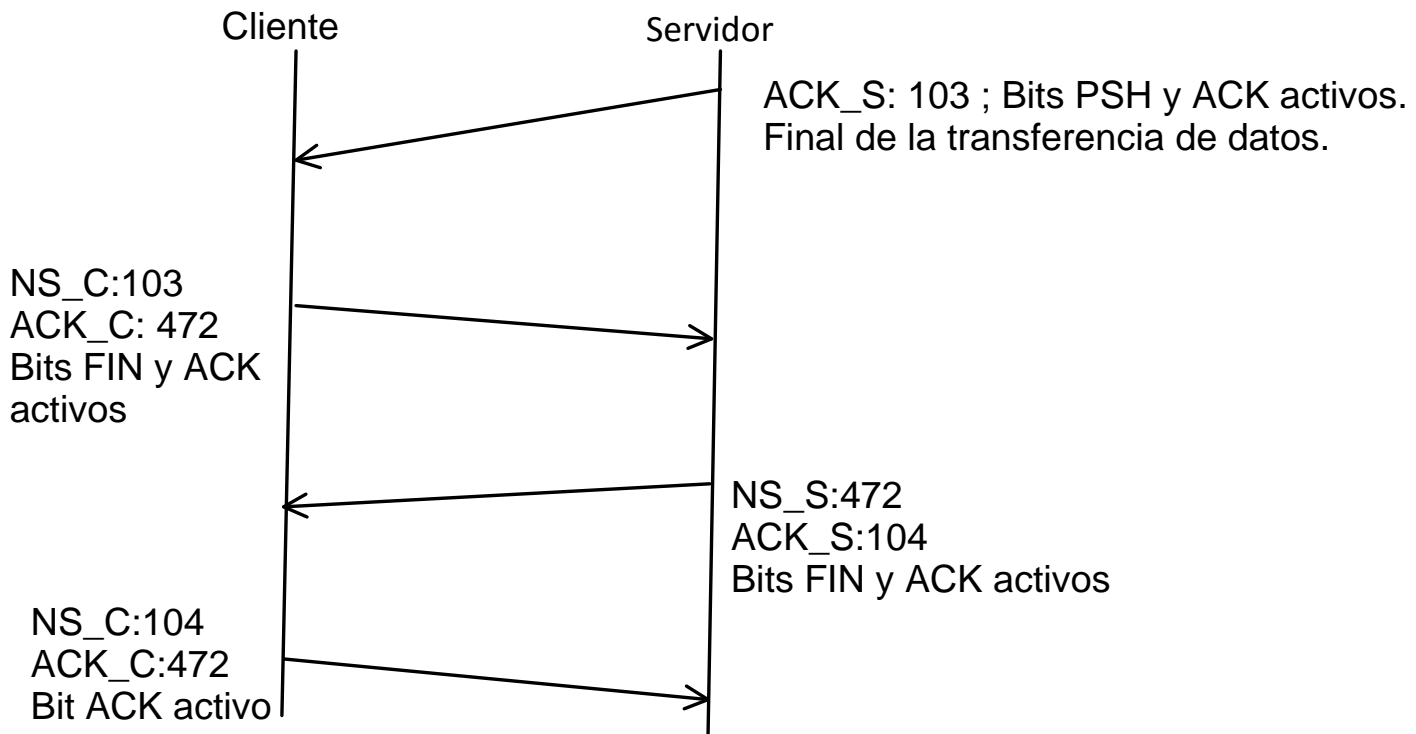 Cliente
Servidor
ACK_S: 103 ; Bits PSH y ACK activos.
Final de la transferencia de datos.
NS_C:103
ACK_C: 472
Bits FIN y ACK
activos
NS_S:472
ACK_S:104
Bits FIN y ACK activos
NS_C:104
ACK_C:472
Bit ACK activo